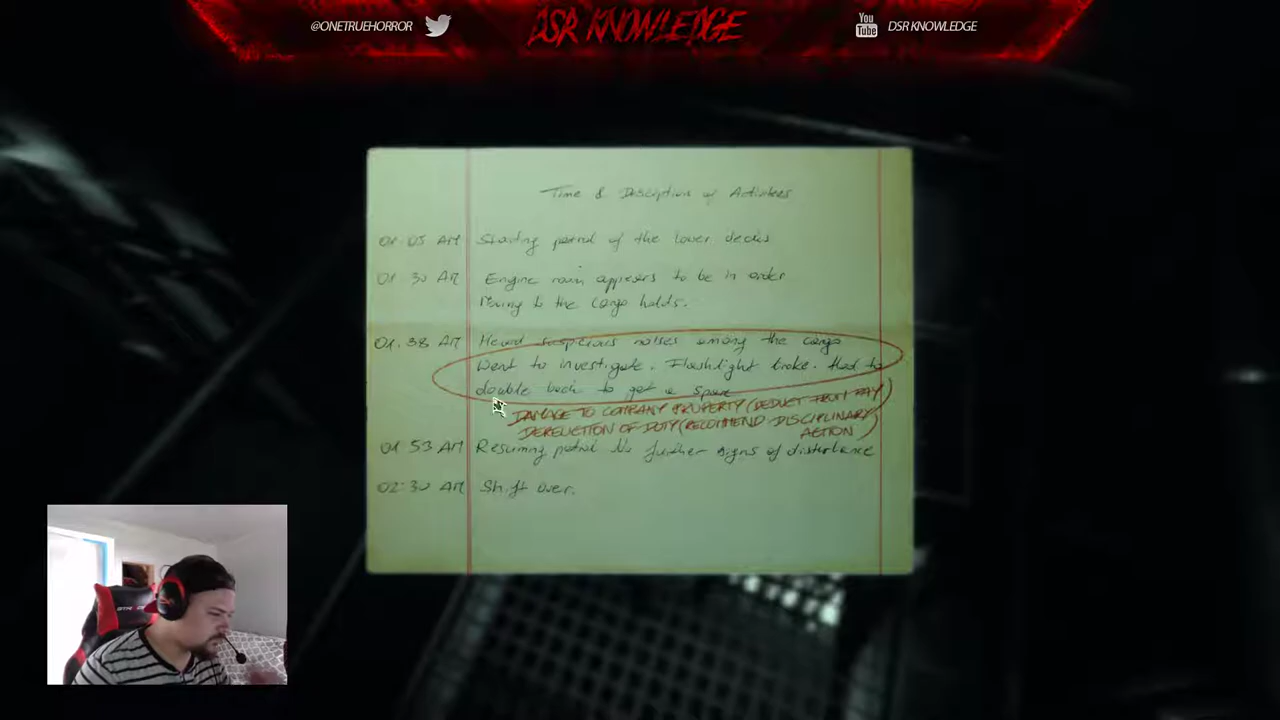 @ONETRUEHORROR
DSR KNOWLEDGE
You Tube
DSR KNOWLEDGE
Time & Description of Activities
01:05 AM Starting patrol of the lower decks
01:30 AM Engine room appears to be in order
to the cargo holds.
01:38 AM Heard suspicious noises among the cargo
Went to investigate. Flashlight broke. Had to
double back to get a spare
DAMAGE TO COMPANY PROPERTY (DEDUCT FROM PAY)
DERELICTION OF DUTY (RECOMMEND DISCIPLINARY
ACTION)
01:53 AM Resuming patrol No further signs of disturbance
02:30 AM Shift over.